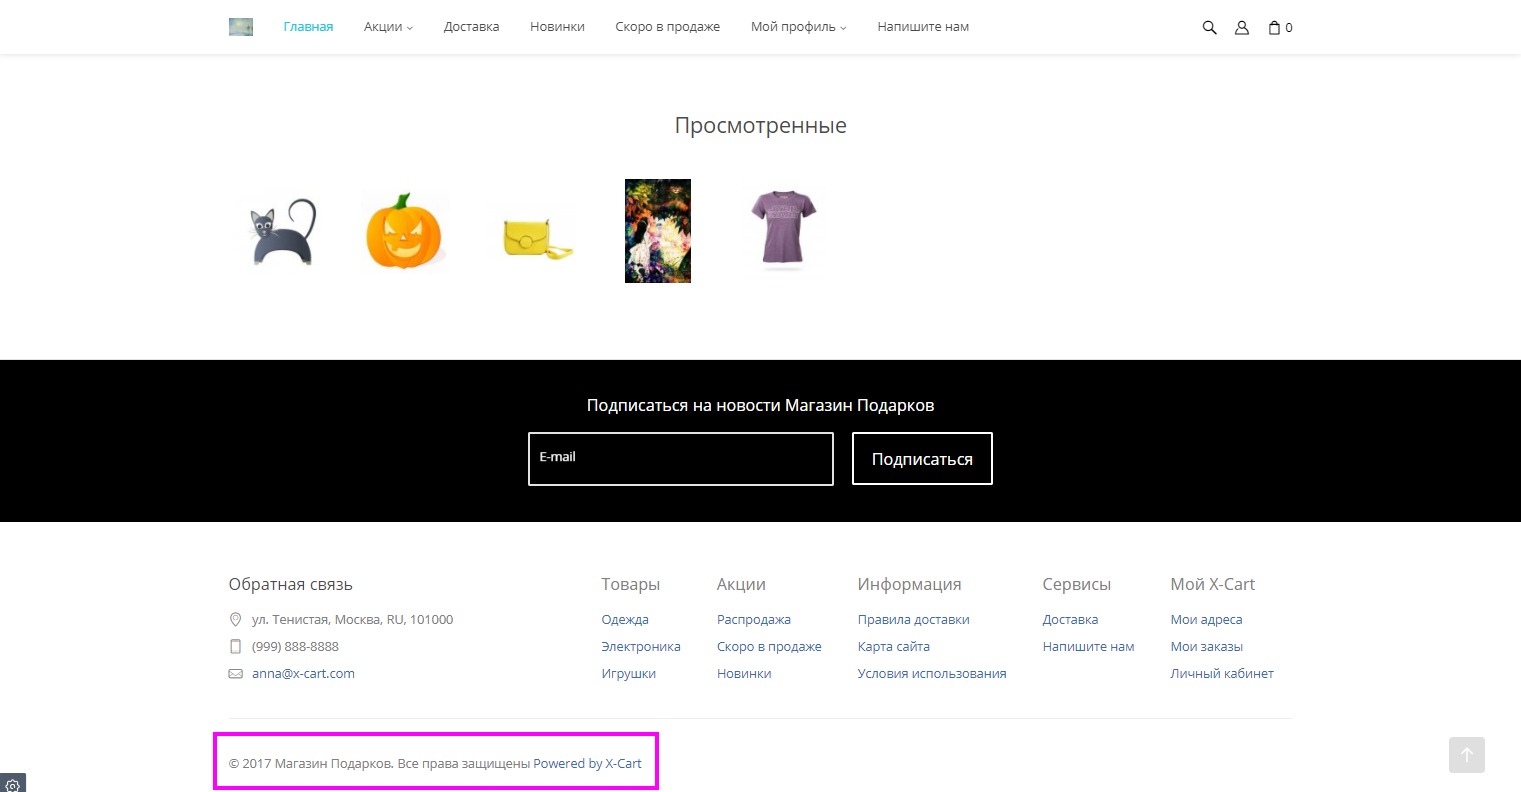 Главная Акции Доставка Новинки Скоро в продаже Мой профиль Напишите нам 0
Просмотренные
Подписаться на новости Магазин Подарков
E-mail Подписаться
Обратная связь
ул. Тенистая, Москва, RU, 101000
(999) 888-8888
anna@x-cart.com
Товары
Одежда
Электроника
Игрушки
Акции
Распродажа
Скоро в продаже
Новинки
Информация
Правила доставки
Карта сайта
Условия использования
Сервисы
Доставка
Напишите нам
Мой X-Cart
Мои адреса
Мои заказы
Личный кабинет
© 2017 Магазин Подарков. Все права защищены Powered by X-Cart